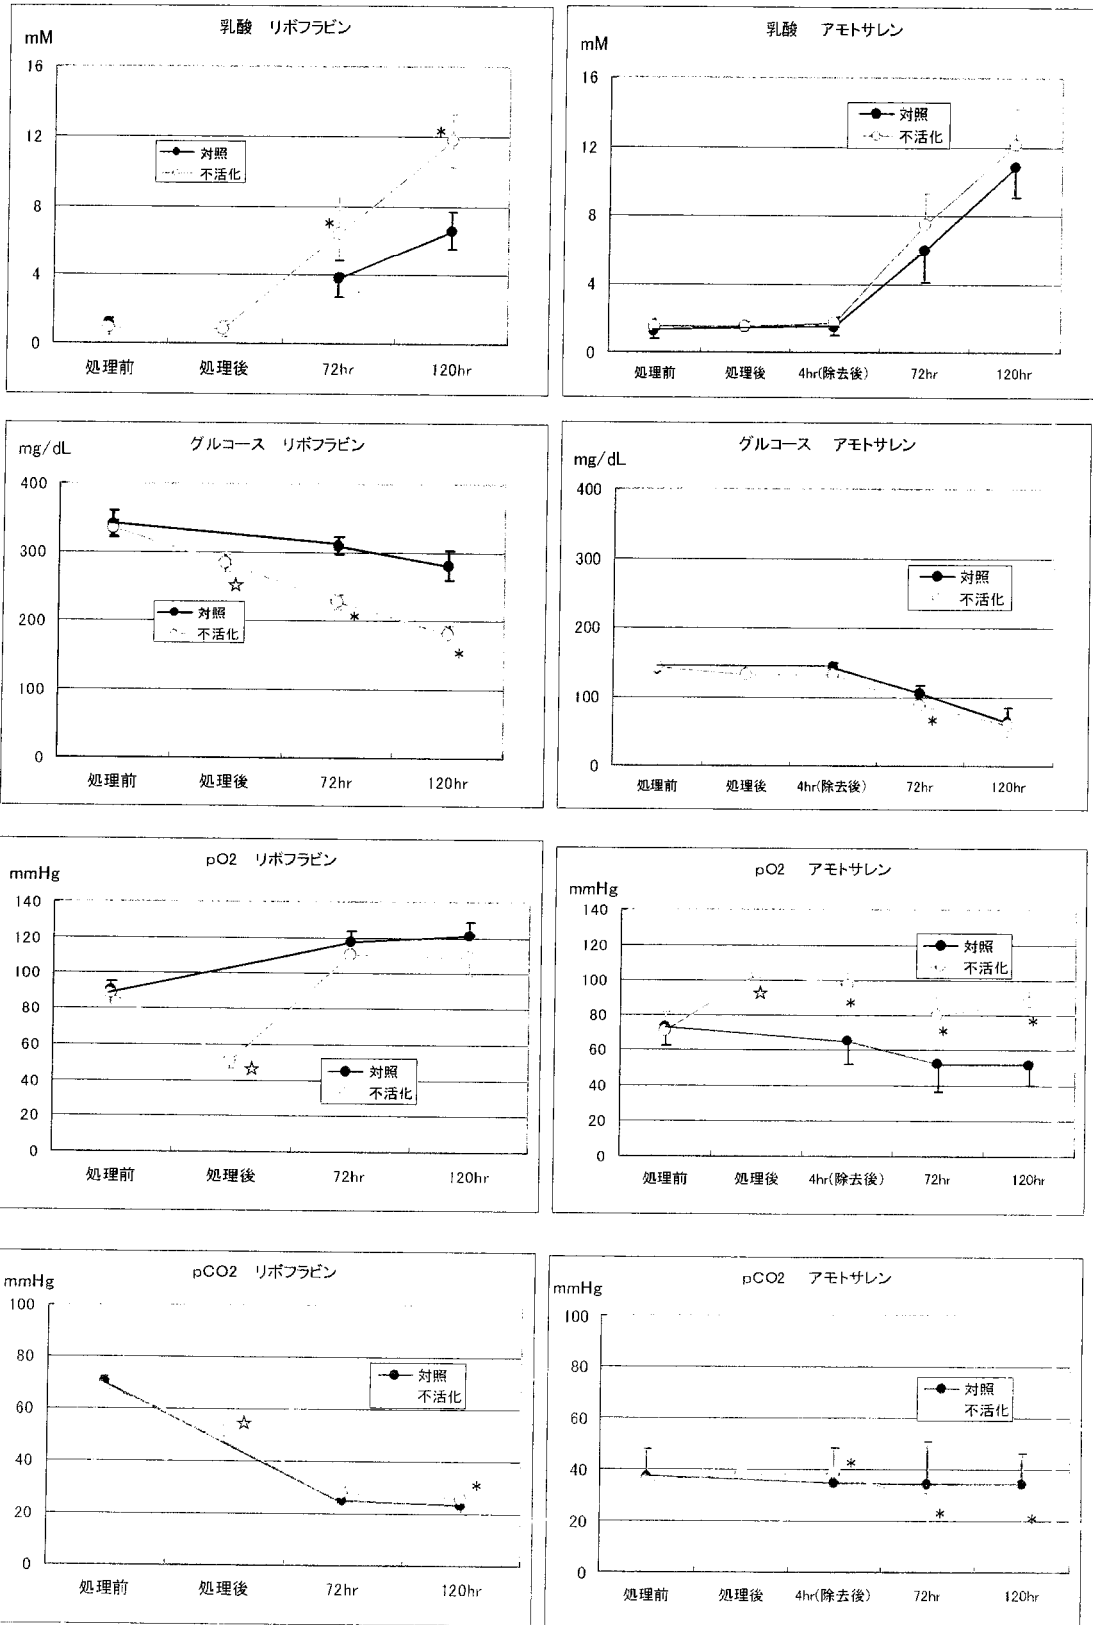 乳酸 リボフラビン
mM
16
12
8
4
0
対照
不活化
*
*
処理前 処理後 72hr 120hr
乳酸 アモトサレン
mM
16
12
8
4
0
対照
不活化
処理前 処理後 4hr(除去後) 72hr 120hr
グルコース リボフラビン
mg/dL
400
300
200
100
0
☆
*
*
対照
不活化
処理前 処理後 72hr 120hr
グルコース アモトサレン
mg/dL
400
300
200
100
0
対照
不活化
*
処理前 処理後 4hr(除去後) 72hr 120hr
pO2 リボフラビン
mmHg
140
120
100
80
60
40
20
0
☆
対照
不活化
処理前 処理後 72hr 120hr
pO2 アモトサレン
mmHg
140
120
100
80
60
40
20
0
対照
不活化
☆
*
*
*
処理前 処理後 4hr(除去後) 72hr 120hr
pCO2 リボフラビン
mmHg
100
80
60
40
20
0
対照
不活化
☆
*
処理前 処理後 72hr 120hr
pCO2 アモトサレン
mmHg
100
80
60
40
20
0
対照
不活化
*
*
*
処理前 処理後 4hr(除去後) 72hr 120hr